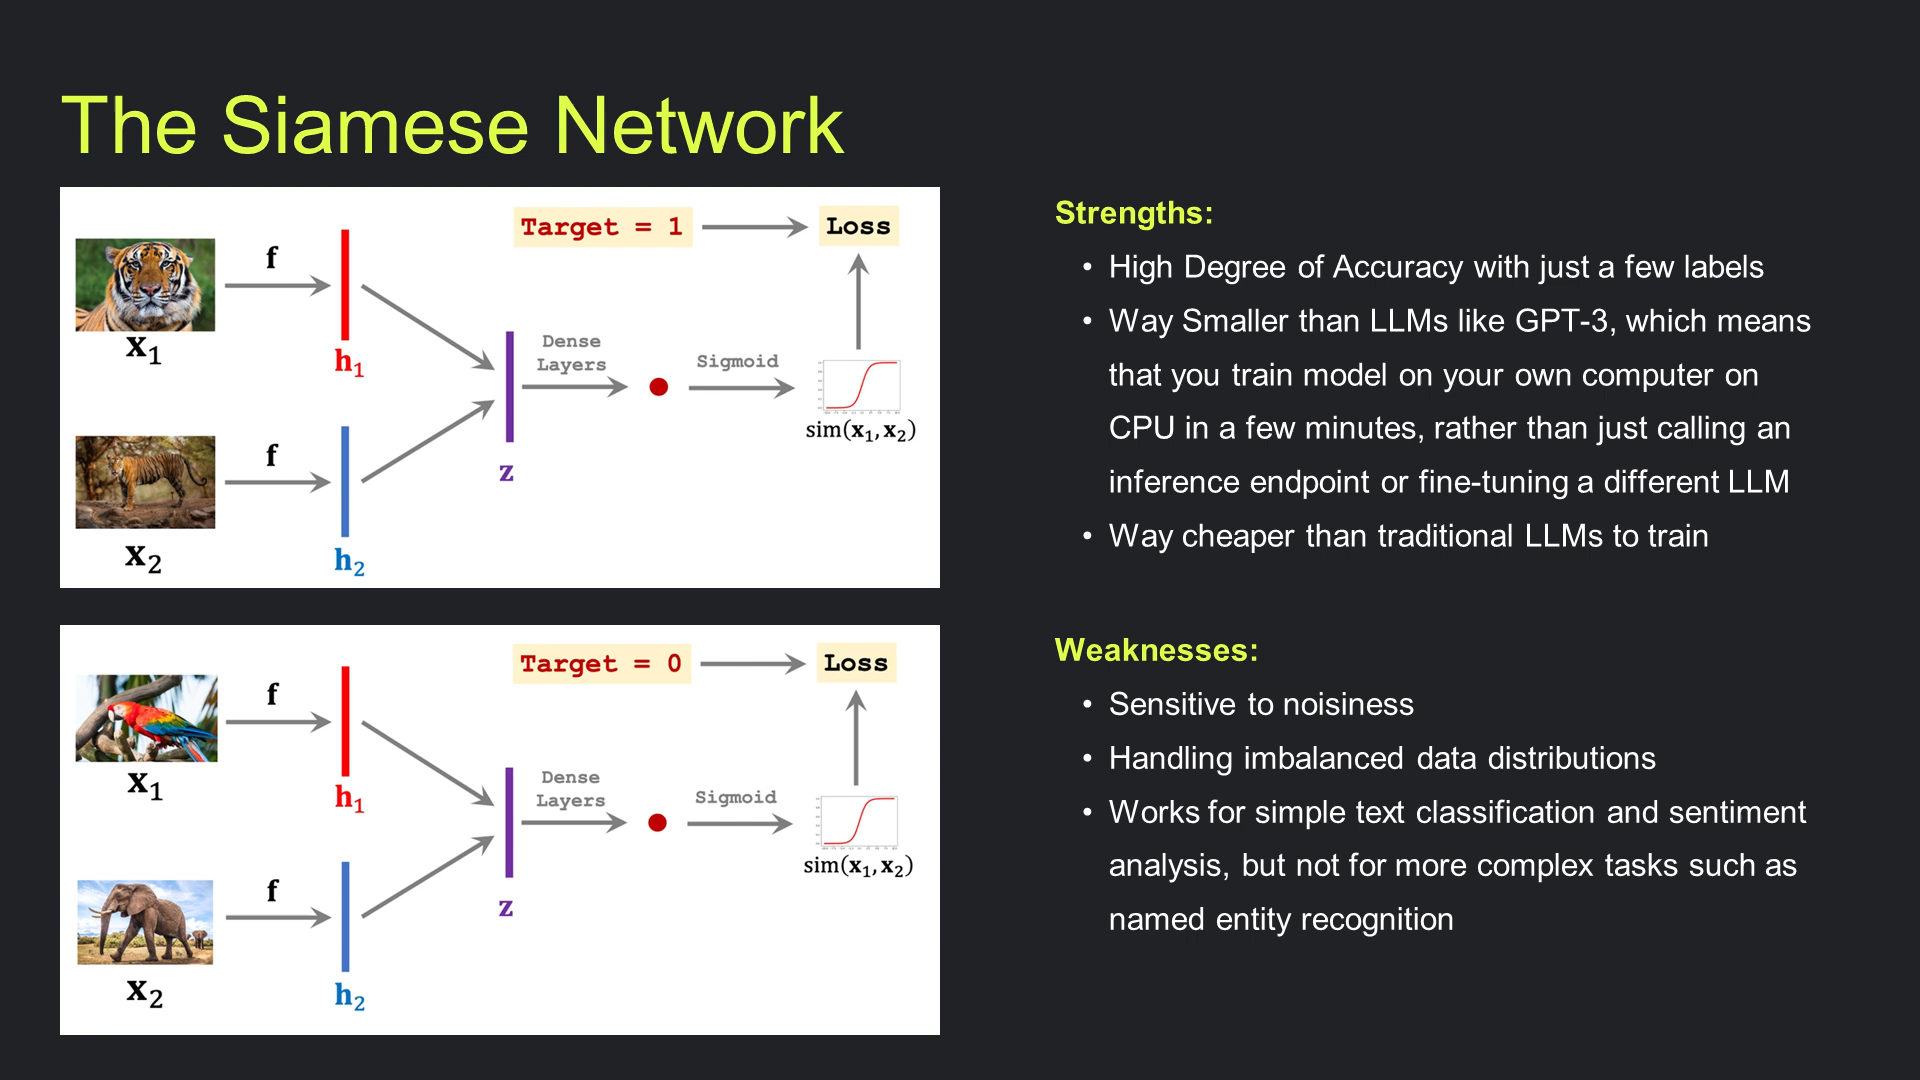 The Siamese Network
Target = 1
Loss
f
x1
h1
Dense
Layers
Sigmoid
sim(x1, x2)
f
z
x2
h2
Target = 0
Loss
f
x1
h1
Dense
Layers
Sigmoid
sim(x1, x2)
f
z
x2
h2
Strengths:
• High Degree of Accuracy with just a few labels
• Way Smaller than LLMs like GPT-3, which means
that you train model on your own computer on
CPU in a few minutes, rather than just calling an
inference endpoint or fine-tuning a different LLM
• Way cheaper than traditional LLMs to train
Weaknesses:
• Sensitive to noisiness
• Handling imbalanced data distributions
• Works for simple text classification and sentiment
analysis, but not for more complex tasks such as
named entity recognition